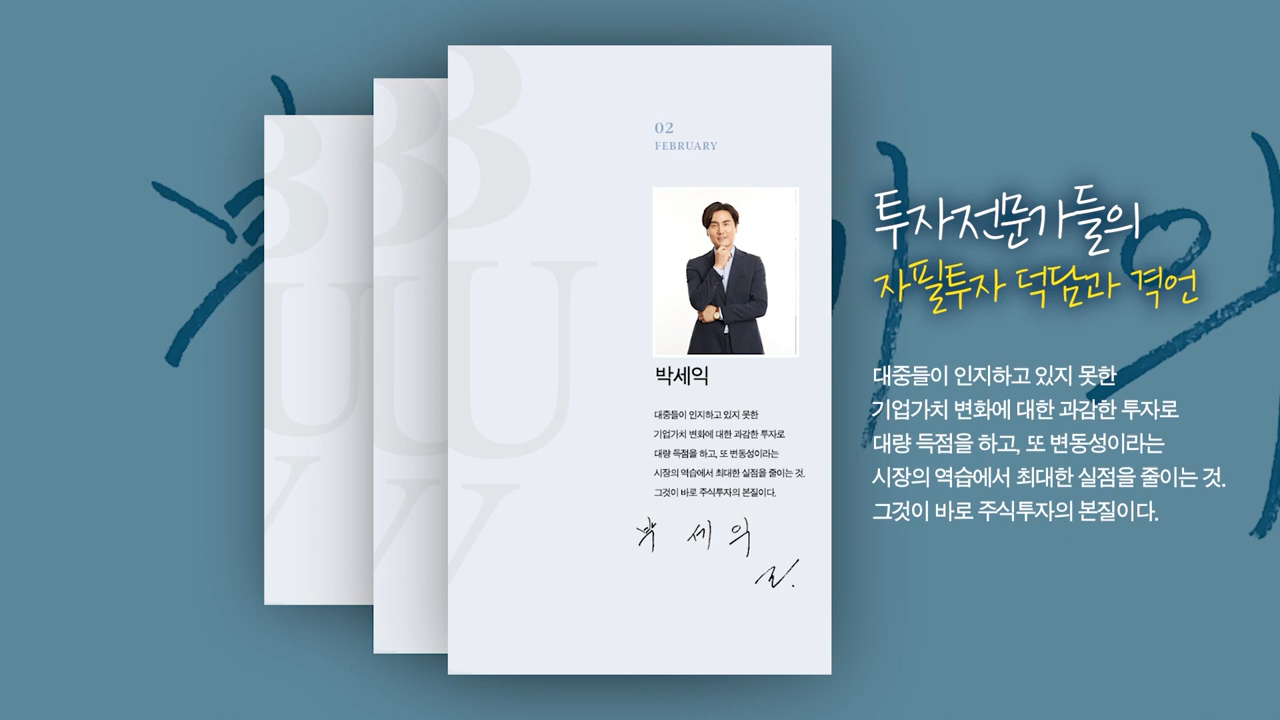 B
U
W
B
U
W
B
U
W
02
FEBRUARY
박세익
대중들이 인지하고 있지 못한
기업가치 변화에 대한 과감한 투자로
대량 득점을 하고, 또 변동성이라는
시장의 역습에서 최대한 실점을 줄이는 것.
그것이 바로 주식투자의 본질이다.
박 세 익
투자전문가들의
자필투자 덕담과 격언
대중들이 인지하고 있지 못한
기업가치 변화에 대한 과감한 투자로
대량 득점을 하고, 또 변동성이라는
시장의 역습에서 최대한 실점을 줄이는 것.
그것이 바로 주식투자의 본질이다.